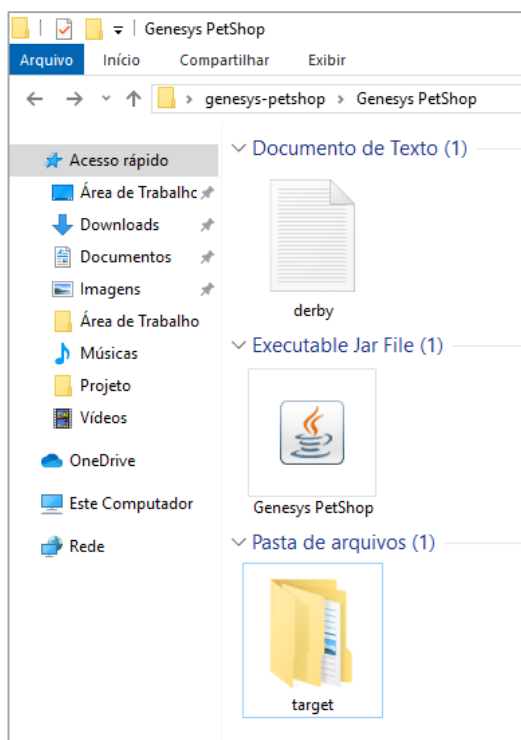 Genesys PetShop
Arquivo Início Compartilhar Exibir
genesys-petshop > Genesys PetShop
Acesso rápido
Área de Trabalhc
Downloads
Documentos
Imagens
Área de Trabalho
Músicas
Projeto
Vídeos
OneDrive
Este Computador
Rede
Documento de Texto (1)
derby
Executable Jar File (1)
Genesys PetShop
Pasta de arquivos (1)
target